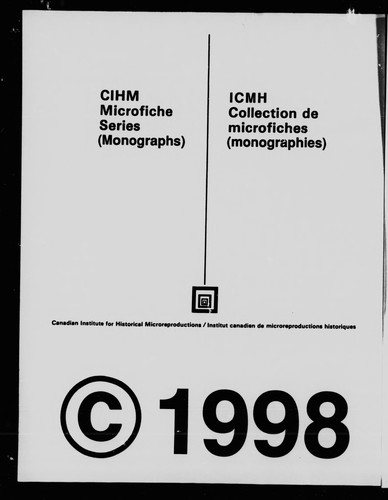 CIHM
Microfiche
Series
(Monographs)
ICMH
Collection de
microfiches
(monographies)
Canadian Institute for Historical Microreproductions / Institut canadien de microreproductions historiques
© 1998